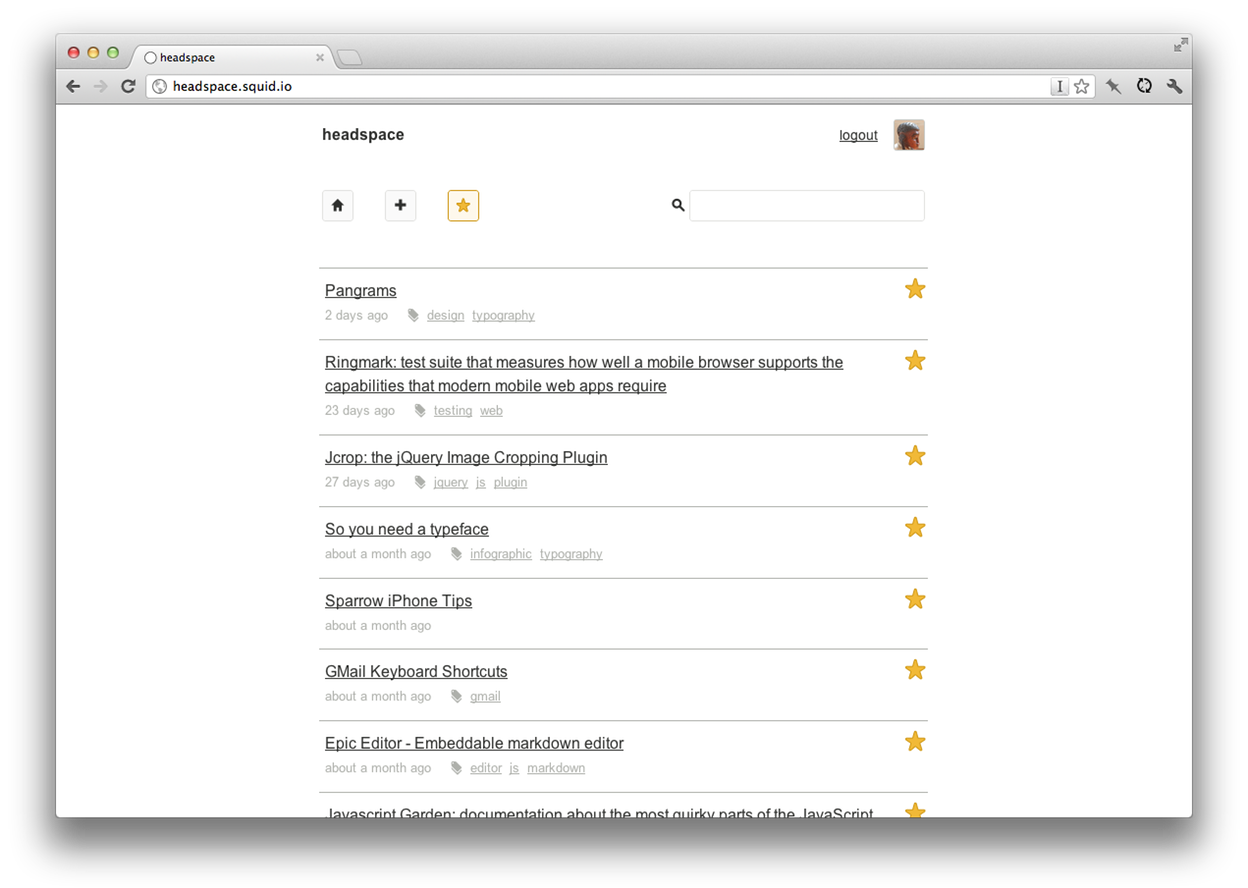 headspace
headspace.squid.io
headspace
logout
Pangrams
2 days ago design typography
Ringmark: test suite that measures how well a mobile browser supports the
capabilities that modern mobile web apps require
23 days ago testing web
Jcrop: the jQuery Image Cropping Plugin
27 days ago jquery js plugin
So you need a typeface
about a month ago infographic typography
Sparrow iPhone Tips
about a month ago
GMail Keyboard Shortcuts
about a month ago gmail
Epic Editor - Embeddable markdown editor
about a month ago editor js markdown
Javascript Garden: documentation about the most quirky parts of the JavaScript